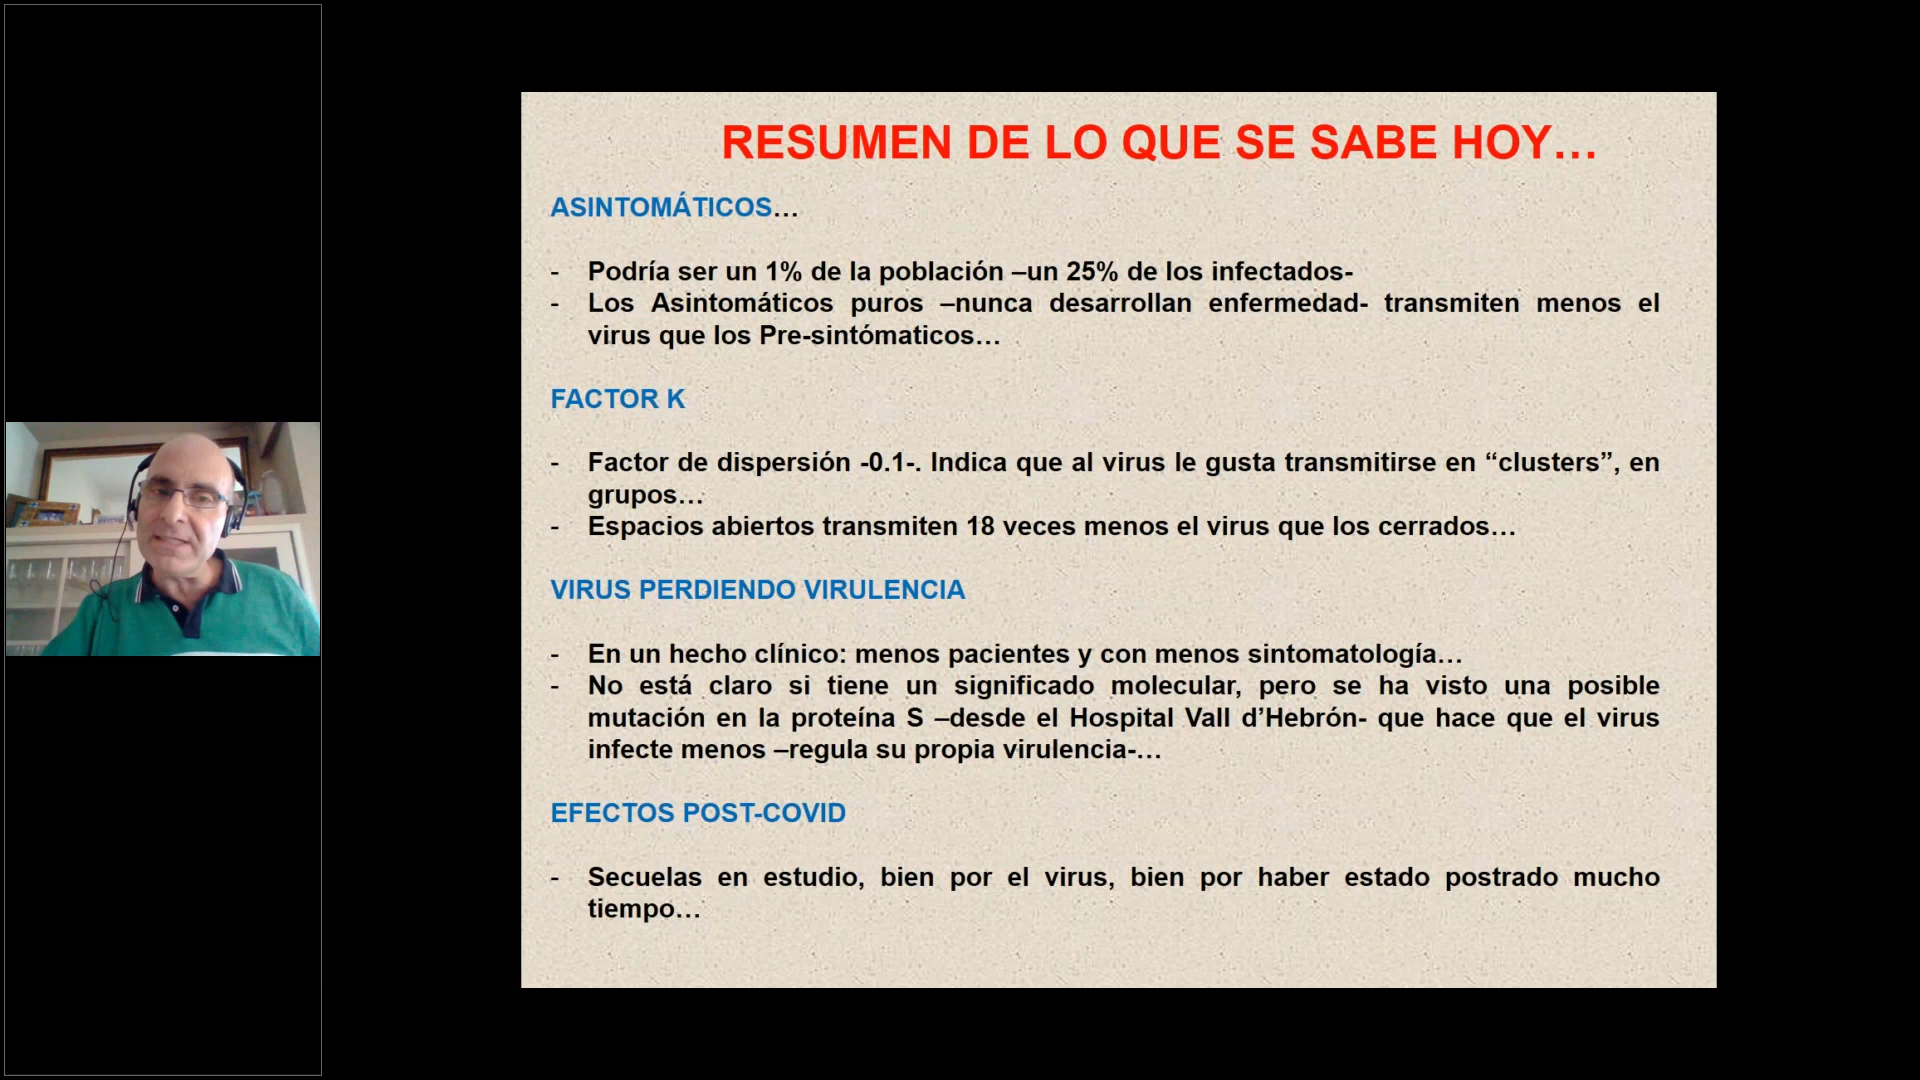 RESUMEN DE LO QUE SE SABE HOY…
ASINTOMÁTICOS…
- Podría ser un 1% de la población –un 25% de los infectados-
- Los Asintomáticos puros –nunca desarrollan enfermedad- transmiten menos el
virus que los Pre-sintómaticos…
FACTOR K
- Factor de dispersión -0.1-. Indica que al virus le gusta transmitirse en “clusters”, en
grupos…
- Espacios abiertos transmiten 18 veces menos el virus que los cerrados…
VIRUS PERDIENDO VIRULENCIA
- En un hecho clínico: menos pacientes y con menos sintomatología…
- No está claro si tiene un significado molecular, pero se ha visto una posible
mutación en la proteína S –desde el Hospital Vall d’Hebrón- que hace que el virus
infecte menos –regula su propia virulencia-…
EFECTOS POST-COVID
- Secuelas en estudio, bien por el virus, bien por haber estado postrado mucho
tiempo…